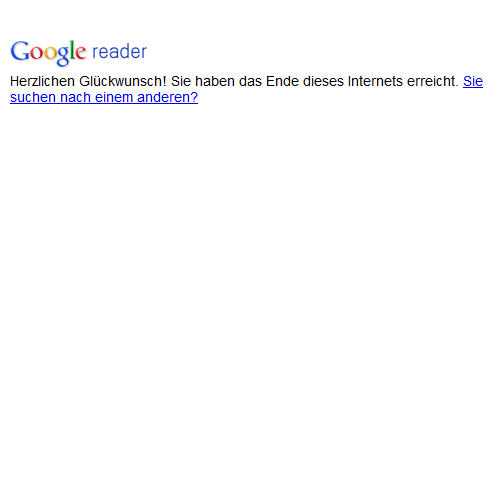 Google reader
Herzlichen Glückwunsch! Sie haben das Ende dieses Internets erreicht. Sie
suchen nach einem anderen?